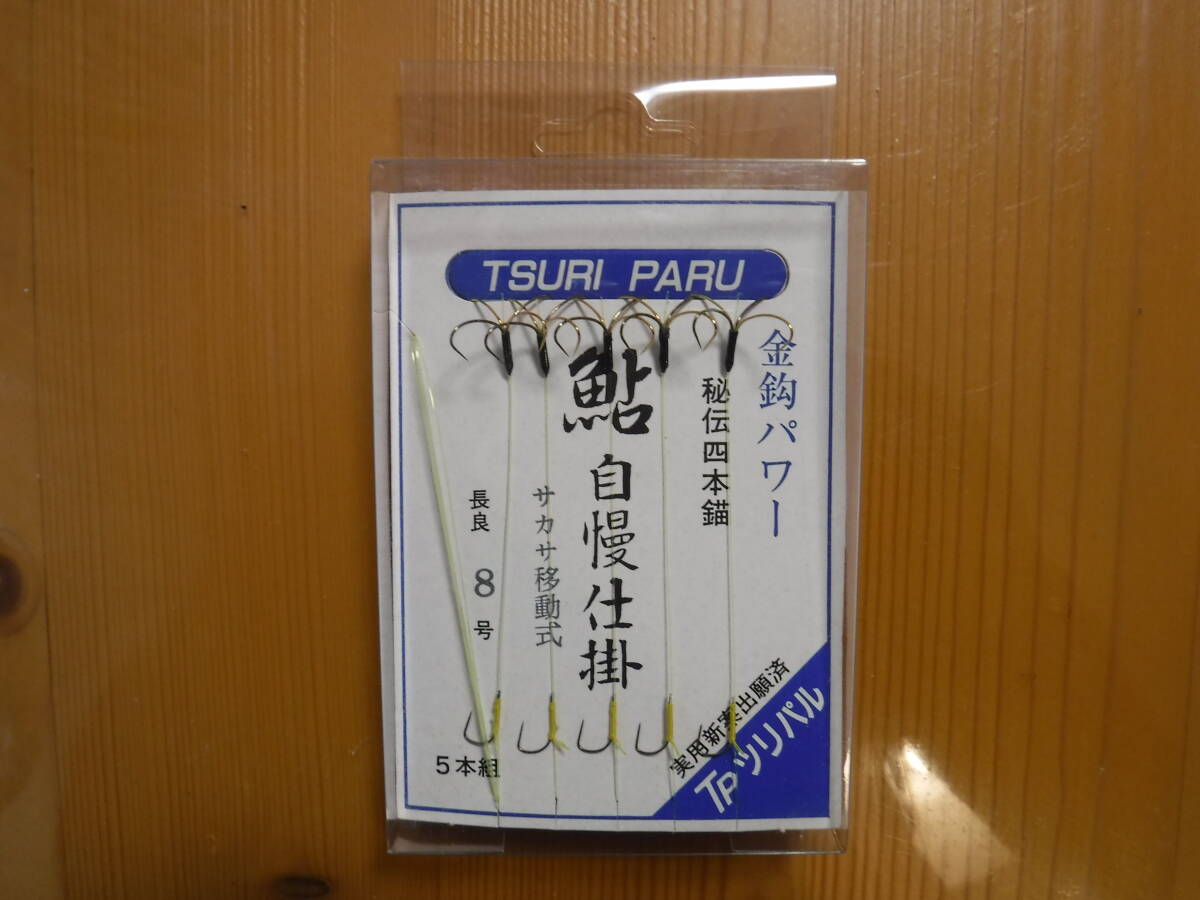 TSURI PARU
金鈎パワー
秘伝四本錨
鮎
自慢仕掛
サカサ移動式
長良 8 号
5本組
実用新案出願済
TP ツリパル